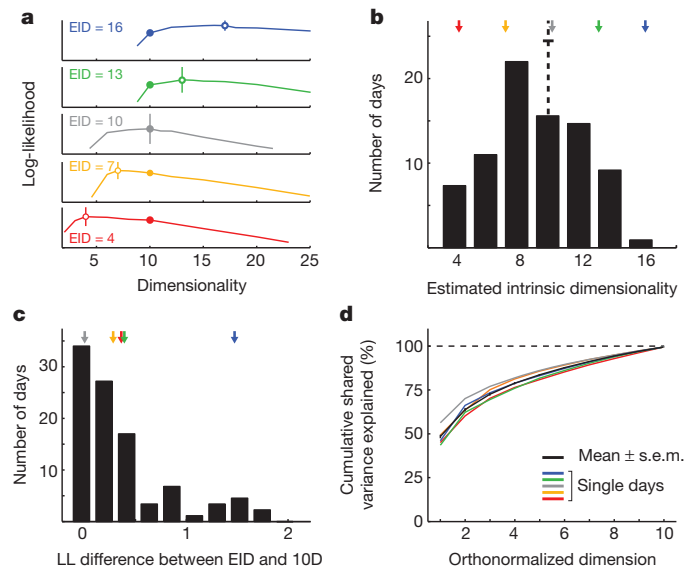 a
EID = 16
EID = 13
EID = 10
EID = 7
EID = 4
Log-likelihood
5 10 15 20 25
Dimensionality
b
Number of days
20
10
4 8 12 16
Estimated intrinsic dimensionality
c
Number of days
30
20
10
0 1 2
LL difference between EID and 10D
d
Cumulative shared
variance explained (%)
100
75
50
25
0
Mean ± s.e.m.
Single days
2 4 6 8 10
Orthonormalized dimension